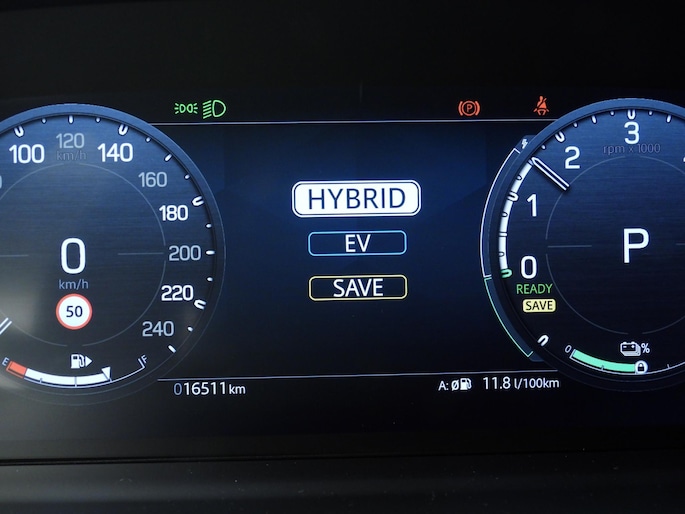 100
120
km/h
140
160
180
200
220
240
0
km/h
50
E
F
HYBRID
EV
SAVE
016511 km
A: Ø 11.8 l/100km
3
rpm x 1000
2
1
0
P
READY
SAVE
0
%